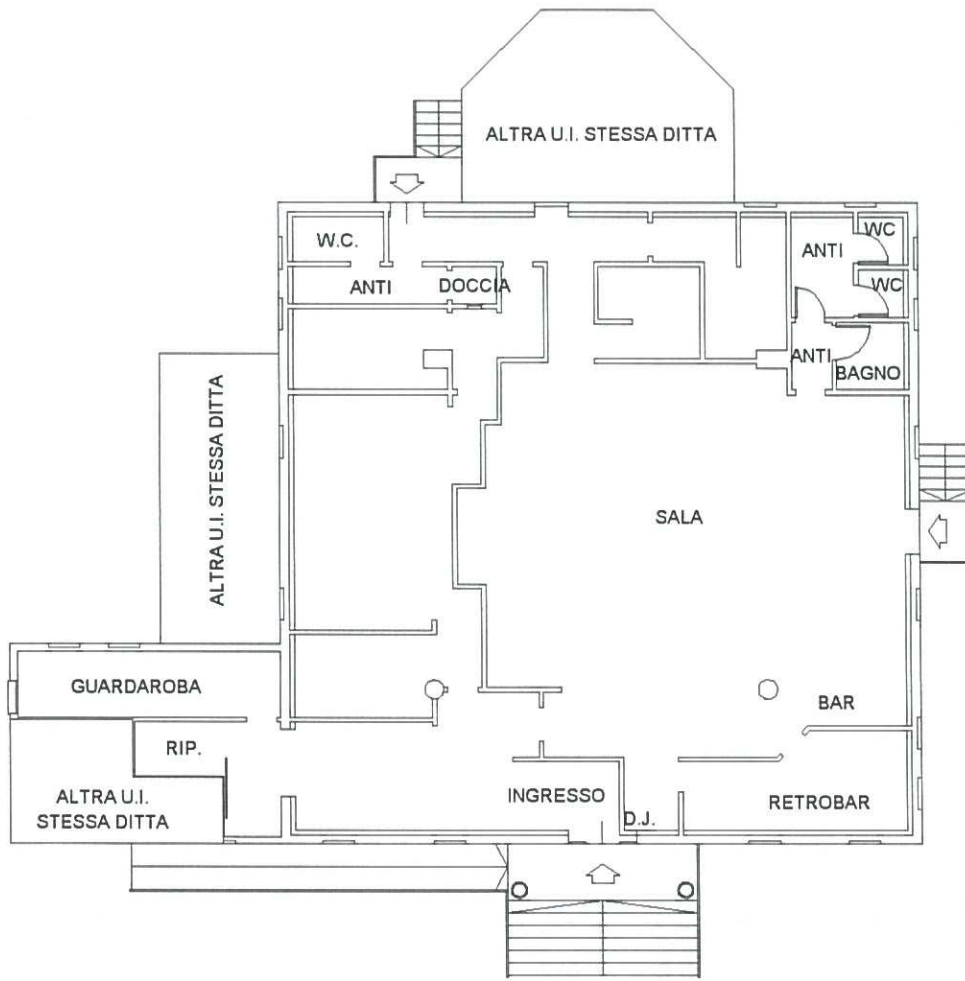 ALTRA U.I. STESSA DITTA
W.C.
ANTI
WC
ANTI
DOCCIA
WC
ANTI
BAGNO
ALTRA U.I. STESSA DITTA
SALA
GUARDAROBA
BAR
RIP.
ALTRA U.I.
STESSA DITTA
INGRESSO
D.J.
RETROBAR